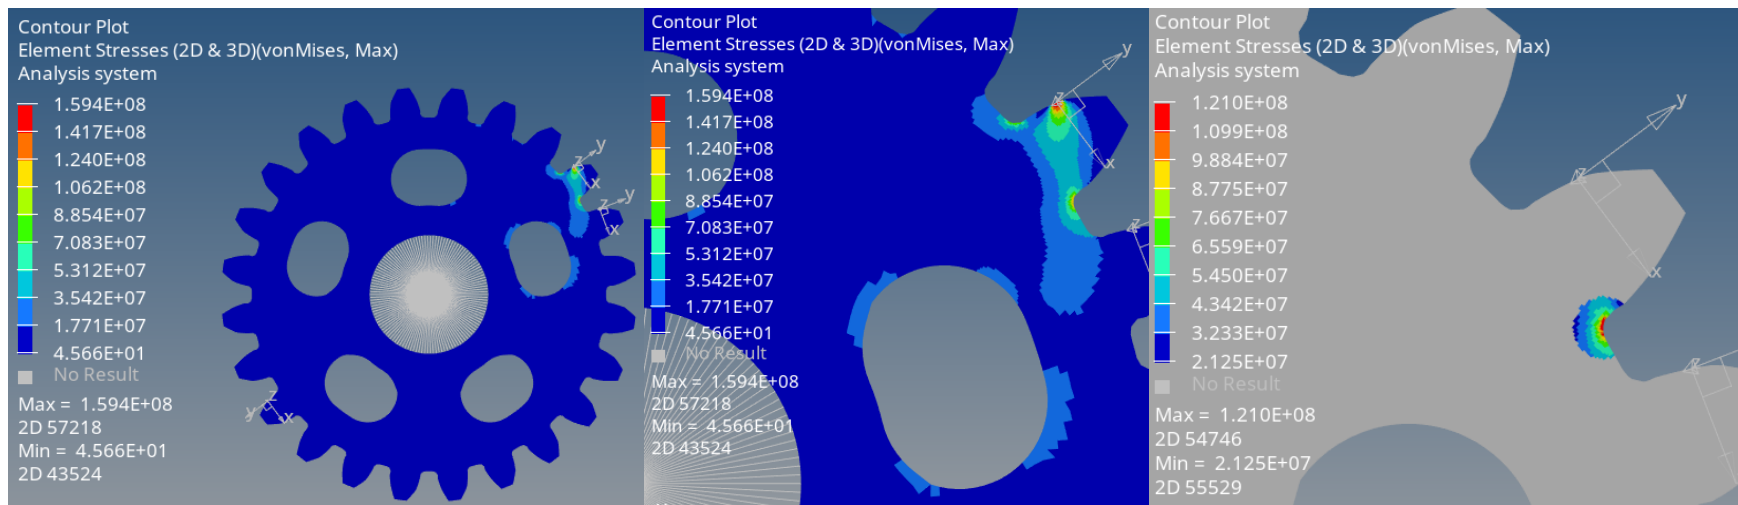 Contour Plot
Element Stresses (2D & 3D)(vonMises, Max)
Analysis system
1.594E+08
1.417E+08
1.240E+08
1.062E+08
8.854E+07
7.083E+07
5.312E+07
3.542E+07
1.771E+07
4.566E+01
No Result
Max = 1.594E+08
2D 57218
Min = 4.566E+01
2D 43524
y
z
x
y
z
x
y
z
x
Contour Plot
Element Stresses (2D & 3D)(vonMises, Max)
Analysis system
1.594E+08
1.417E+08
1.240E+08
1.062E+08
8.854E+07
7.083E+07
5.312E+07
3.542E+07
1.771E+07
4.566E+01
No Result
Max = 1.594E+08
2D 57218
Min = 4.566E+01
2D 43524
y
z
x
z
Contour Plot
Element Stresses (2D & 3D)(vonMises, Max)
Analysis system
1.210E+08
1.099E+08
9.884E+07
8.775E+07
7.667E+07
6.559E+07
5.450E+07
4.342E+07
3.233E+07
2.125E+07
No Result
Max = 1.210E+08
2D 54746
Min = 2.125E+07
2D 55529
y
z
x
z